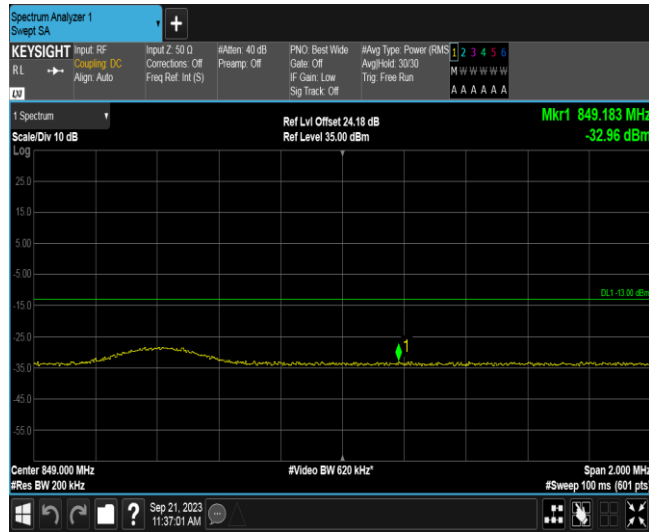 Spectrum Analyzer 1
Swept SA
+
KEYSIGHT
RL
LXI
Input: RF
Coupling: DC
Align: Auto
Input Z: 50 Ω
Corrections: Off
Freq Ref: Int (S)
#Atten: 40 dB
Preamp: Off
PNO: Best Wide
Gate: Off
IF Gain: Low
Sig Track: Off
#Avg Type: Power (RMS
Avg|Hold: 30/30
Trig: Free Run
1 2 3 4 5 6
M W W W W W
A A A A A A
1 Spectrum
Scale/Div 10 dB
Log
Ref Lvl Offset 24.18 dB
Ref Level 35.00 dBm
Mkr1 849.183 MHz
-32.96 dBm
25.0
15.0
5.00
-5.00
DL1 -13.00 dBm
-15.0
-25.0
1
-35.0
-45.0
-55.0
Center 849.000 MHz
#Res BW 200 kHz
#Video BW 620 kHz*
Span 2.000 MHz
#Sweep 100 ms (601 pts)
?
Sep 21, 2023
11:37:01 AM